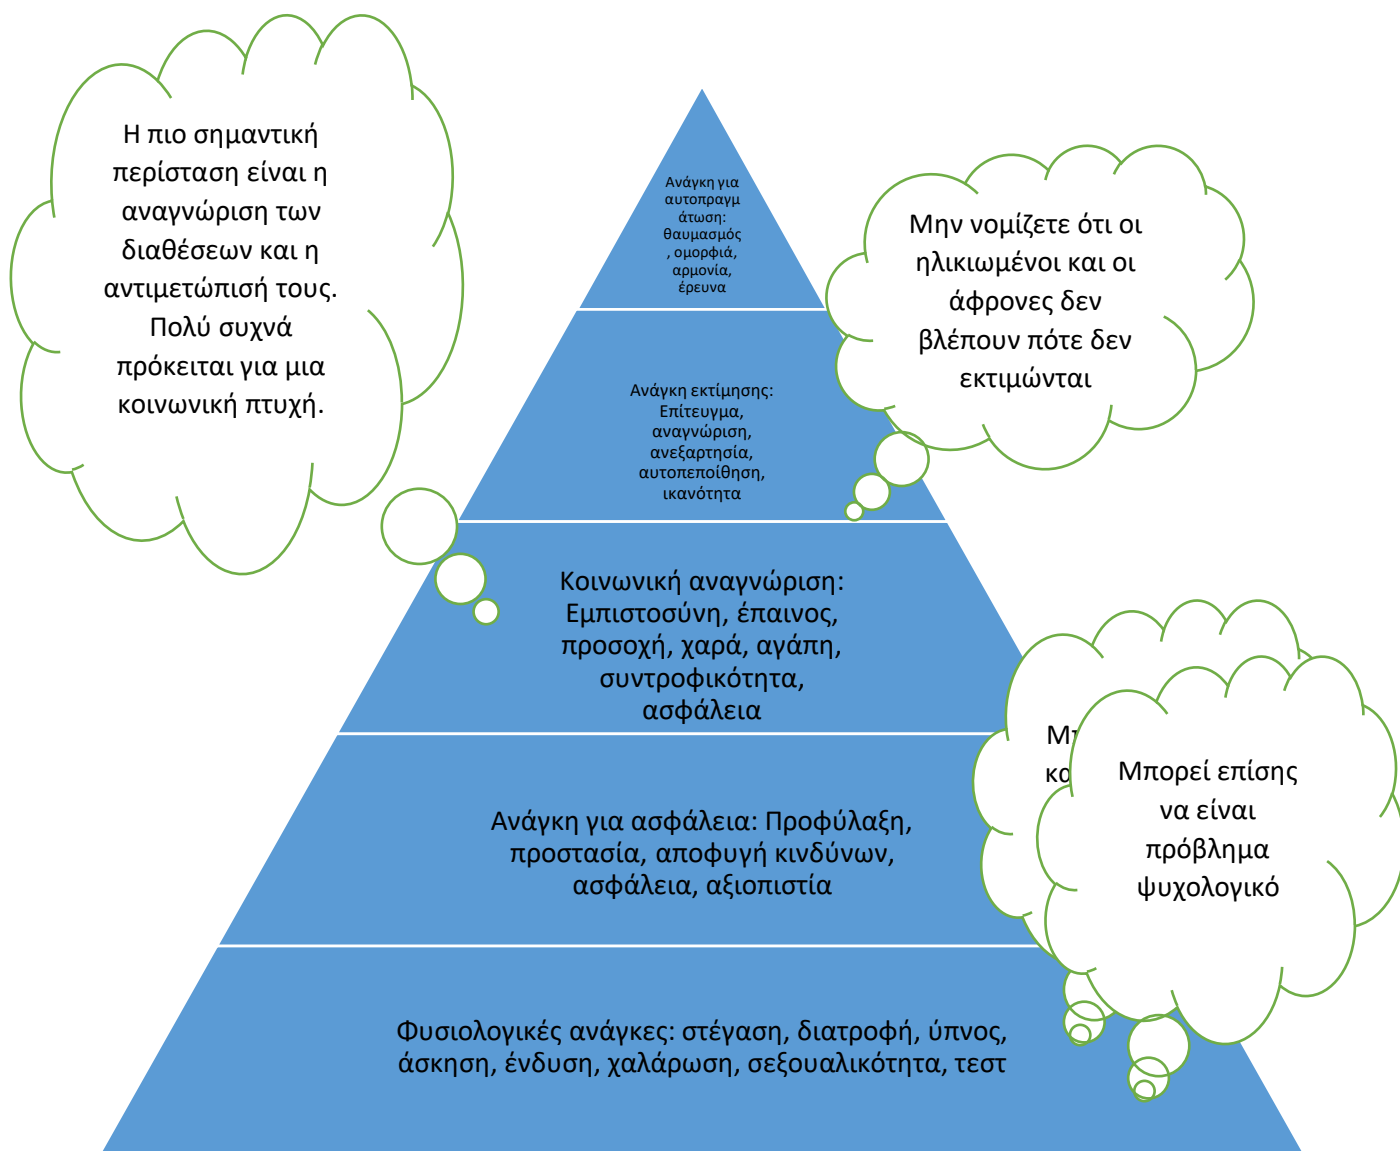 Η πιο σημαντική
περίσταση είναι η
αναγνώριση των
διαθέσεων και η
αντιμετώπισή τους.
Πολύ συχνά
πρόκειται για μια
κοινωνική πτυχή.
Ανάγκη για
αυτοπραγμ
άτωση:
θαυμασμός
, ομορφιά,
αρμονία,
έρευνα
Μην νομίζετε ότι οι
ηλικιωμένοι και οι
άφρονες δεν
βλέπουν πότε δεν
εκτιμώνται
Ανάγκη εκτίμησης:
Επίτευγμα,
αναγνώριση,
ανεξαρτησία,
αυτοπεποίθηση,
ικανότητα
Κοινωνική αναγνώριση:
Εμπιστοσύνη, έπαινος,
προσοχή, χαρά, αγάπη,
συντροφικότητα,
ασφάλεια
Μπορεί επίσης
να είναι
πρόβλημα
ψυχολογικό
Ανάγκη για ασφάλεια: Προφύλαξη,
προστασία, αποφυγή κινδύνων,
ασφάλεια, αξιοπιστία
Φυσιολογικές ανάγκες: στέγαση, διατροφή, ύπνος,
άσκηση, ένδυση, χαλάρωση, σεξουαλικότητα, τεστ